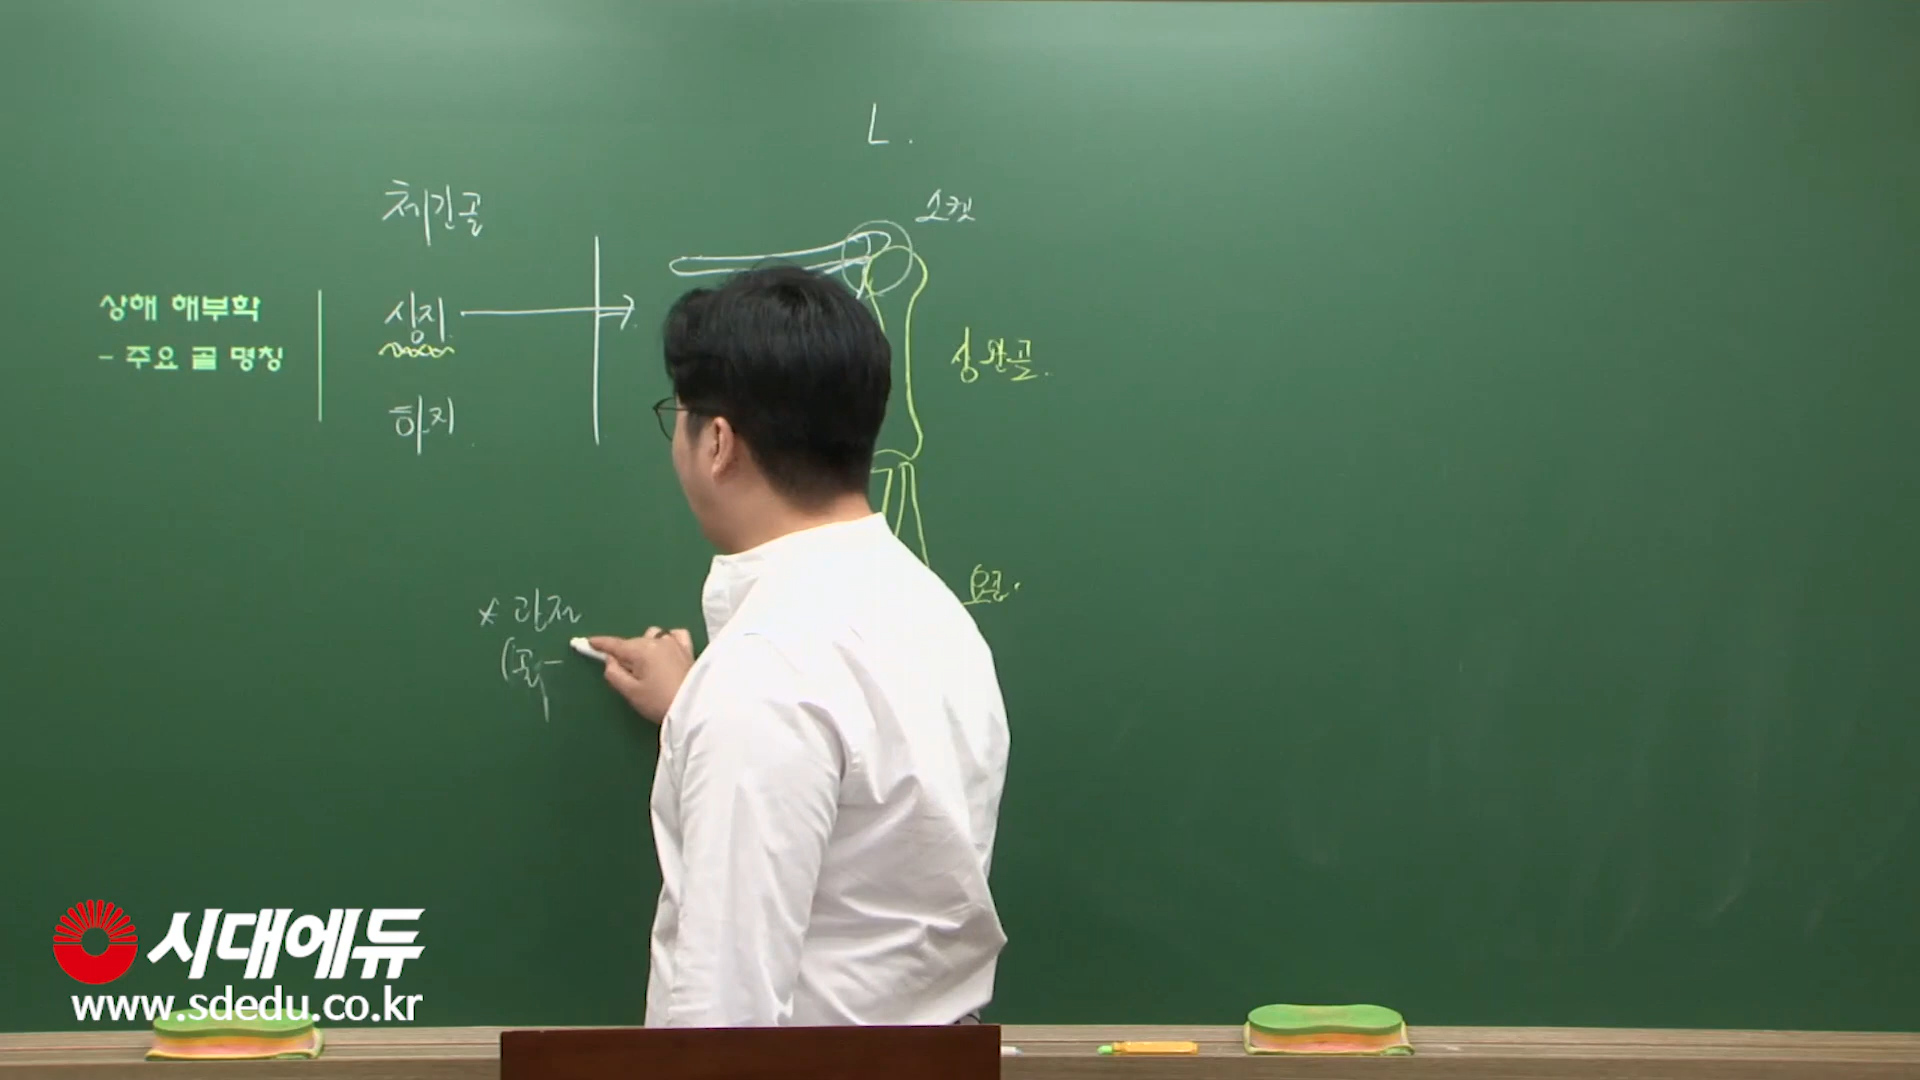 상해 해부학
- 주요 골 명칭
체간골
상지
하지
L.
소켓
상완골.
요골.
* 관절
(골-
시대에듀
www.sdedu.co.kr